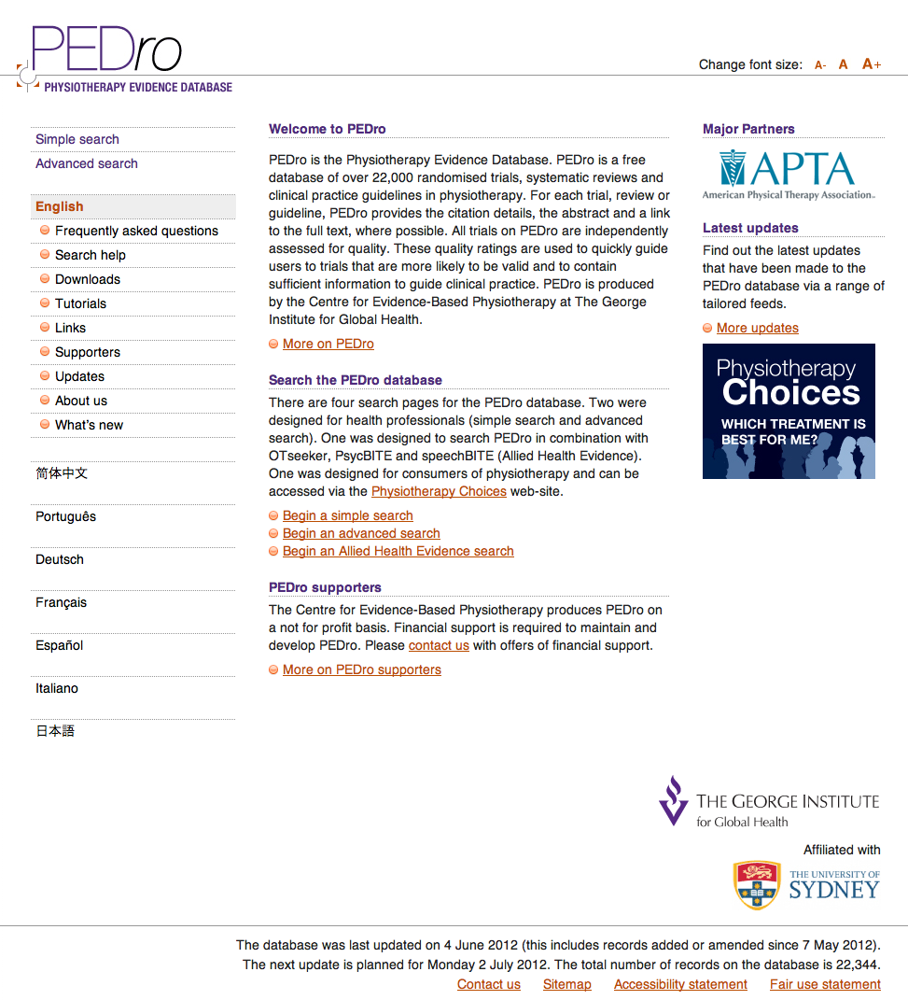 PEDro
PHYSIOTHERAPY EVIDENCE DATABASE
Change font size: A- A A+
Simple search
Advanced search
English
Frequently asked questions
Search help
Downloads
Tutorials
Links
Supporters
Updates
About us
What's new
简体中文
Português
Deutsch
Français
Español
Italiano
日本語
Welcome to PEDro
PEDro is the Physiotherapy Evidence Database. PEDro is a free
database of over 22,000 randomised trials, systematic reviews and
clinical practice guidelines in physiotherapy. For each trial, review or
guideline, PEDro provides the citation details, the abstract and a link
to the full text, where possible. All trials on PEDro are independently
assessed for quality. These quality ratings are used to quickly guide
users to trials that are more likely to be valid and to contain
sufficient information to guide clinical practice. PEDro is produced
by the Centre for Evidence-Based Physiotherapy at The George
Institute for Global Health.
More on PEDro
Search the PEDro database
There are four search pages for the PEDro database. Two were
designed for health professionals (simple search and advanced
search). One was designed to search PEDro in combination with
OTseeker, PsycBITE and speechBITE (Allied Health Evidence).
One was designed for consumers of physiotherapy and can be
accessed via the Physiotherapy Choices web-site.
Begin a simple search
Begin an advanced search
Begin an Allied Health Evidence search
PEDro supporters
The Centre for Evidence-Based Physiotherapy produces PEDro on
a not for profit basis. Financial support is required to maintain and
develop PEDro. Please contact us with offers of financial support.
More on PEDro supporters
Major Partners
APTA
American Physical Therapy Association™
Latest updates
Find out the latest updates
that have been made to the
PEDro database via a range of
tailored feeds.
More updates
Physiotherapy
Choices
WHICH TREATMENT IS
BEST FOR ME?
THE GEORGE INSTITUTE
for Global Health
Affiliated with
THE UNIVERSITY OF
SYDNEY
The database was last updated on 4 June 2012 (this includes records added or amended since 7 May 2012).
The next update is planned for Monday 2 July 2012. The total number of records on the database is 22,344.
Contact us Sitemap Accessibility statement Fair use statement